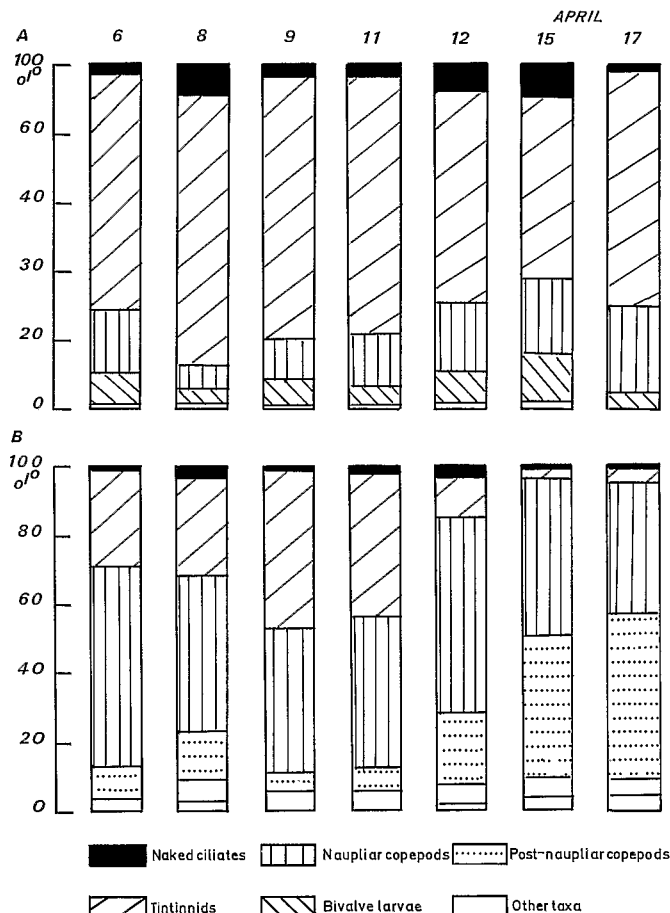 APRIL
A 6 8 9 11 12 15 17
100
o/o
60
60
40
30
20
0
B
100
o/o
80
60
40
20
0
Naked ciliates Naupliar copepods Post-naupliar copepods
Tintinnids Bivalve larvae Other taxa